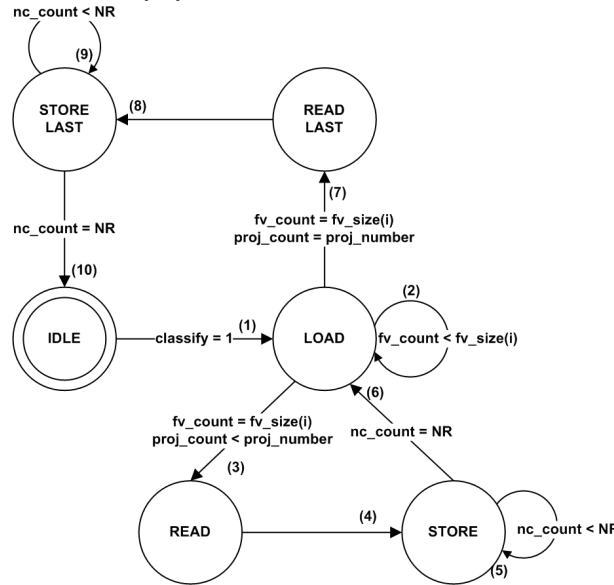 nc_count < NR
(9)
STORE
LAST
(8)
READ
LAST
(7)
nc_count = NR
fv_count = fv_size(i)
proj_count = proj_number
(10)
(1)
(2)
IDLE
classify = 1
LOAD
fv_count < fv_size(i)
(6)
fv_count = fv_size(i)
proj_count < proj_number
nc_count = NR
(3)
(4)
READ
STORE
nc_count < NR
(5)